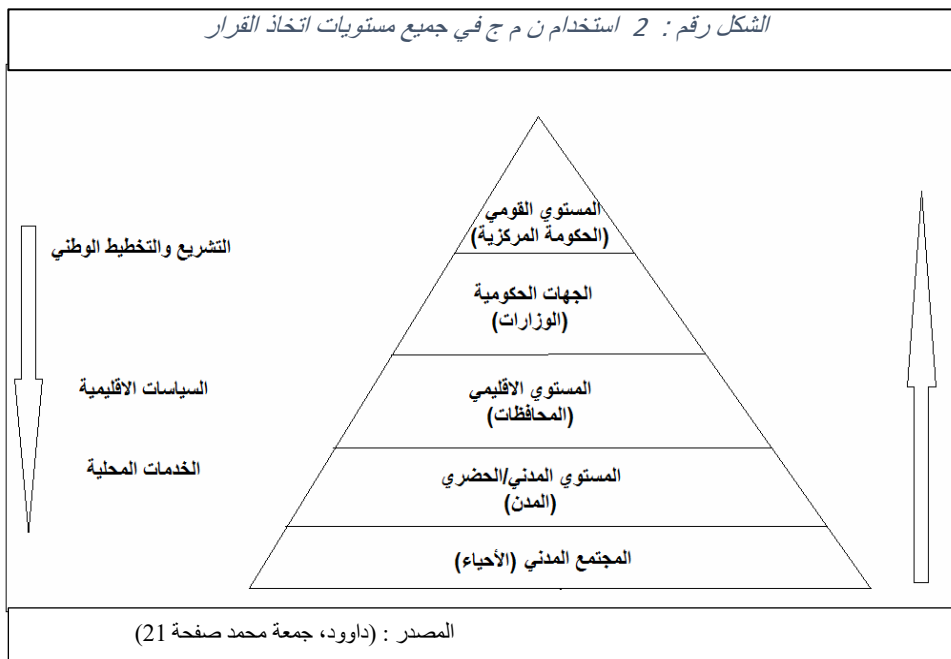 الشكل رقم : 2 استخدام ن م ج في جميع مستويات اتخاذ القرار
المستوي القومي
(الحكومة المركزية)
التشريع والتخطيط الوطني
الجهات الحكومية
(الوزارات)
المستوي الاقليمي
(المحافظات)
السياسات الاقليمية
المستوي المدني/الحضري
(المدن)
الخدمات المحلية
المجتمع المدني (الأحياء)
المصدر : (داوود، جمعة محمد صفحة 21)